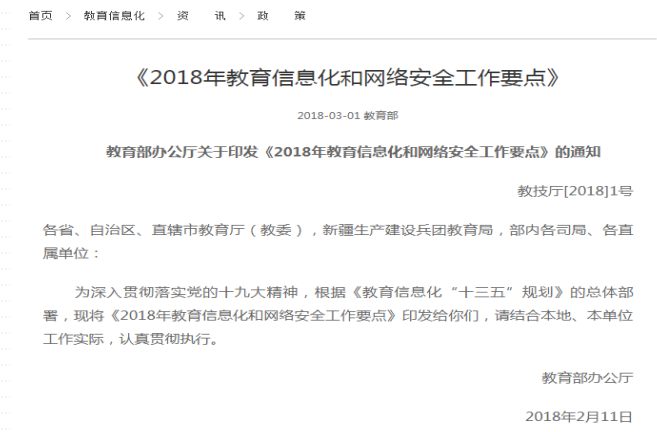 首页 > 教育信息化 > 资 讯 > 政 策
《2018年教育信息化和网络安全工作要点》
2018-03-01 教育部
教育部办公厅关于印发《2018年教育信息化和网络安全工作要点》的通知
教技厅[2018]1号
各省、自治区、直辖市教育厅（教委），新疆生产建设兵团教育局，部内各司局、各直
属单位：
为深入贯彻落实党的十九大精神，根据《教育信息化“十三五”规划》的总体部
署，现将《2018年教育信息化和网络安全工作要点》印发给你们，请结合本地、本单位
工作实际，认真贯彻执行。
教育部办公厅
2018年2月11日